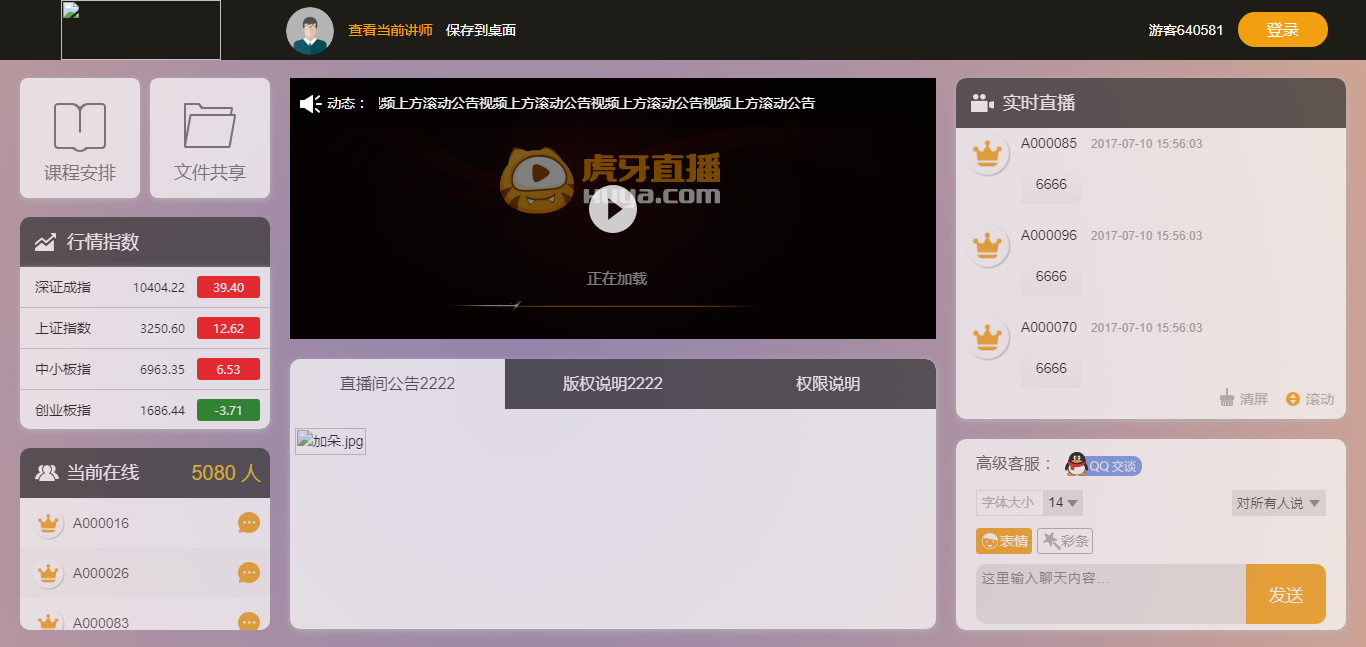 查看当前讲师 保存到桌面 游客640581 登录
课程安排
文件共享
行情指数
深证成指 10404.22 39.40
上证指数 3250.60 12.62
中小板指 6963.35 6.53
创业板指 1686.44 -3.71
当前在线 5080 人
A000016
A000026
A000083
动态： 频上方滚动公告视频上方滚动公告视频上方滚动公告视频上方滚动公告
虎牙直播
huya.com
正在加载
直播间公告2222 版权说明2222 权限说明
加朵.jpg
实时直播
A000085 2017-07-10 15:56:03
6666
A000096 2017-07-10 15:56:03
6666
A000070 2017-07-10 15:56:03
6666
清屏 滚动
高级客服： QQ 交谈
字体大小 14 对所有人说
表情 彩条
这里输入聊天内容...
发送